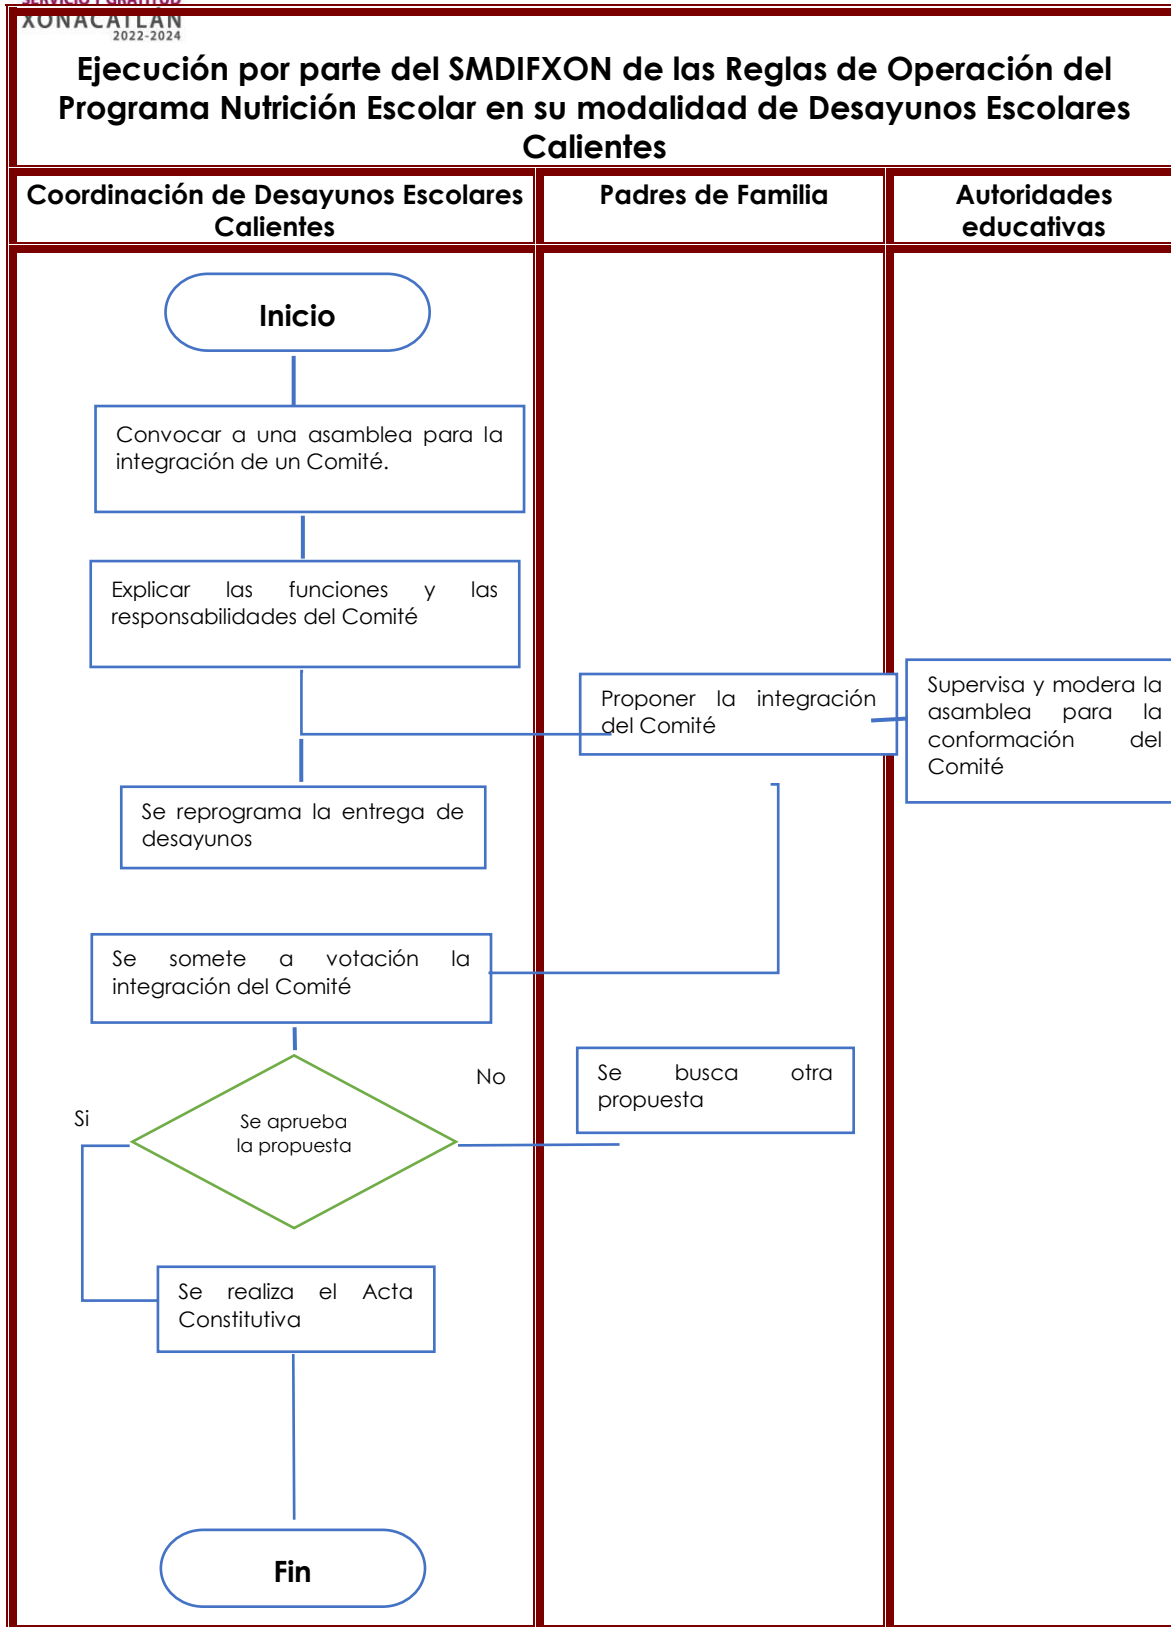 SERVICIO Y GRATITUD
XONACATLÁN
2022-2024
Ejecución por parte del SMDIFXON de las Reglas de Operación del
Programa Nutrición Escolar en su modalidad de Desayunos Escolares
Calientes
Coordinación de Desayunos Escolares
Calientes
Padres de Familia
Autoridades
educativas
Inicio
Convocar a una asamblea para la
integración de un Comité.
Explicar las funciones y las
responsabilidades del Comité
Proponer la integración
del Comité
Supervisa y modera la
asamblea para la
conformación del
Comité
Se reprograma la entrega de
desayunos
Se somete a votación la
integración del Comité
Se busca otra
propuesta
No
Si
Se aprueba
la propuesta
Se realiza el Acta
Constitutiva
Fin